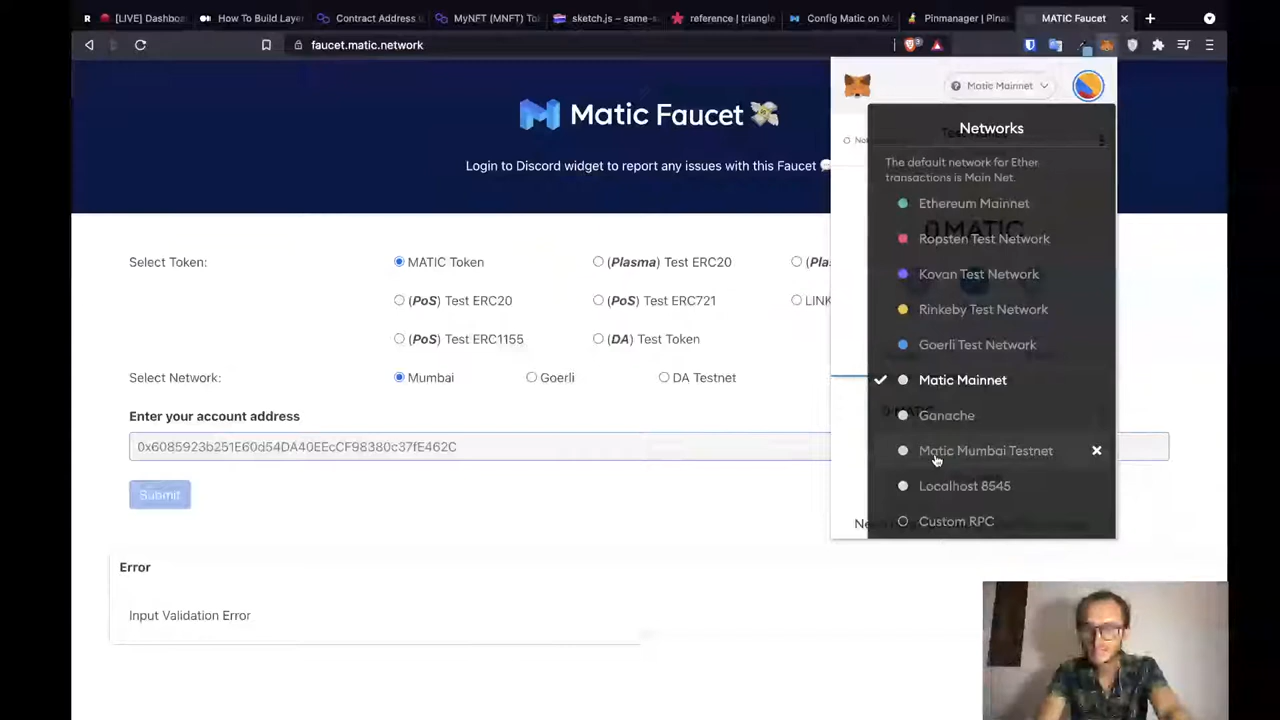 [LIVE] Dashboa
How To Build Laye
Contract Address
MyNFT (MNFT) To
sketch.js – same-s
reference | triangle
Config Matic on M
Pinmanager | Pinas
MATIC Faucet
faucet.matic.network
Matic Faucet 💸
Login to Discord widget to report any issues with this Faucet
Select Token:
MATIC Token
(Plasma) Test ERC20
(Plas
(PoS) Test ERC20
(PoS) Test ERC721
LINK
(PoS) Test ERC1155
(DA) Test Token
Select Network:
Mumbai
Goerli
DA Testnet
Enter your account address
0x6085923b251E60d54DA40EEcCF98380c37fE462C
Submit
Error
Input Validation Error
Matic Mainnet
Networks
The default network for Ether
transactions is Main Net.
Ethereum Mainnet
0 MATIC
Ropsten Test Network
Kovan Test Network
Rinkeby Test Network
Goerli Test Network
Matic Mainnet
Ganache
Matic Mumbai Testnet
Localhost 8545
Custom RPC